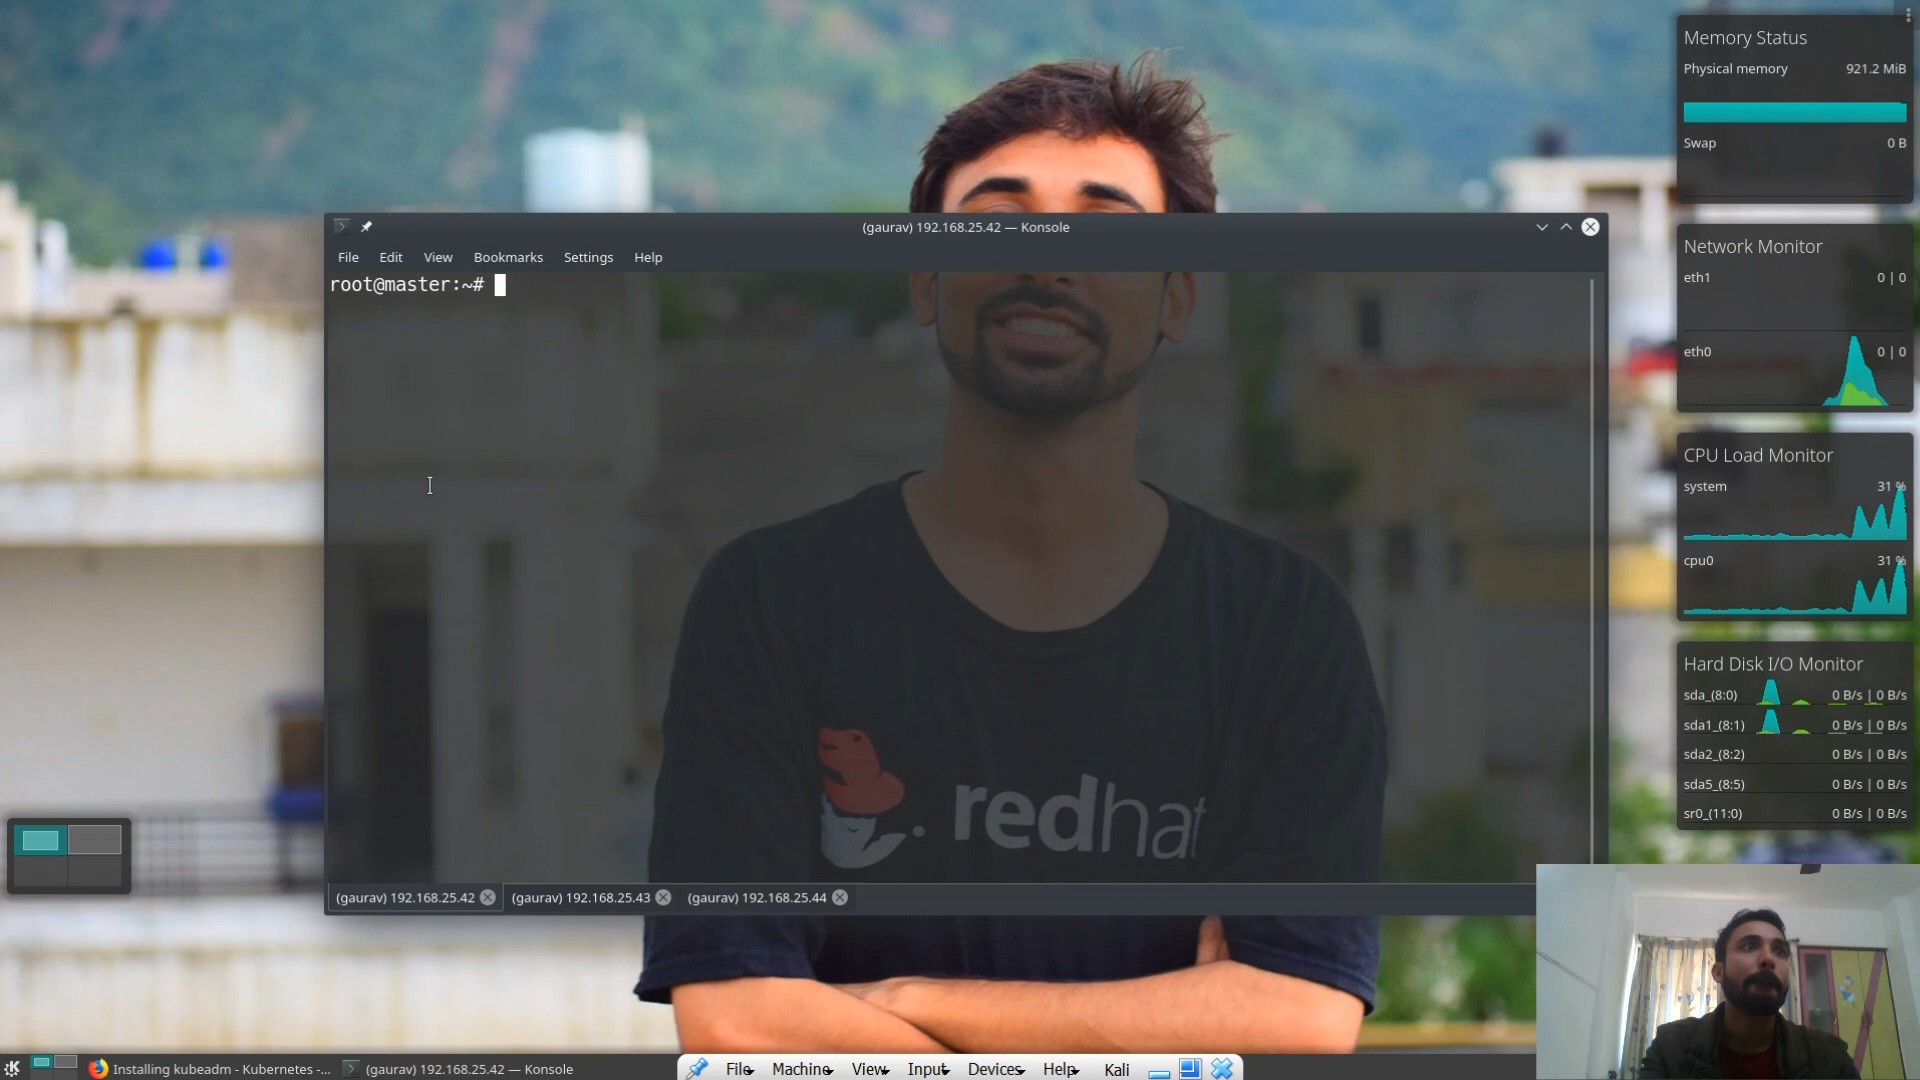 Memory Status
Physical memory 921.2 MiB
Swap 0 B
(gaurav) 192.168.25.42 — Konsole
File Edit View Bookmarks Settings Help
root@master:~#
Network Monitor
eth1 0 | 0
eth0 0 | 0
CPU Load Monitor
system 31 %
cpu0 31 %
Hard Disk I/O Monitor
sda_(8:0) 0 B/s | 0 B/s
sda1_(8:1) 0 B/s | 0 B/s
sda2_(8:2) 0 B/s | 0 B/s
sda5_(8:5) 0 B/s | 0 B/s
sr0_(11:0) 0 B/s | 0 B/s
redhat
(gaurav) 192.168.25.42 (gaurav) 192.168.25.43 (gaurav) 192.168.25.44
Installing kubeadm - Kubernetes -... (gaurav) 192.168.25.42 — Konsole
File Machine View Input Devices Help Kali